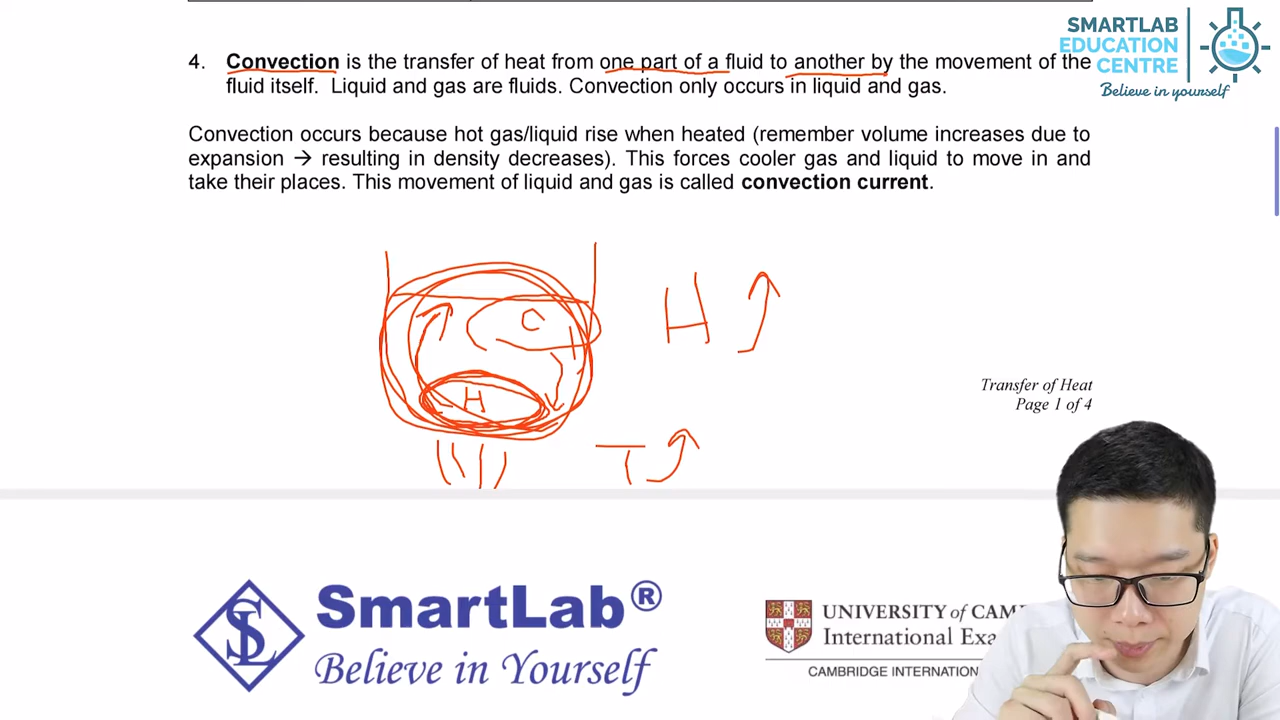 SMARTLAB
EDUCATION
CENTRE
Believe in yourself
4. Convection is the transfer of heat from one part of a fluid to another by the movement of the
fluid itself. Liquid and gas are fluids. Convection only occurs in liquid and gas.
Convection occurs because hot gas/liquid rise when heated (remember volume increases due to
expansion → resulting in density decreases). This forces cooler gas and liquid to move in and
take their places. This movement of liquid and gas is called convection current.
C
H ↑
H
T ↑
Transfer of Heat
Page 1 of 4
SL
SmartLab®
Believe in Yourself
UNIVERSITY of CAM
International Exa
CAMBRIDGE INTERNATION